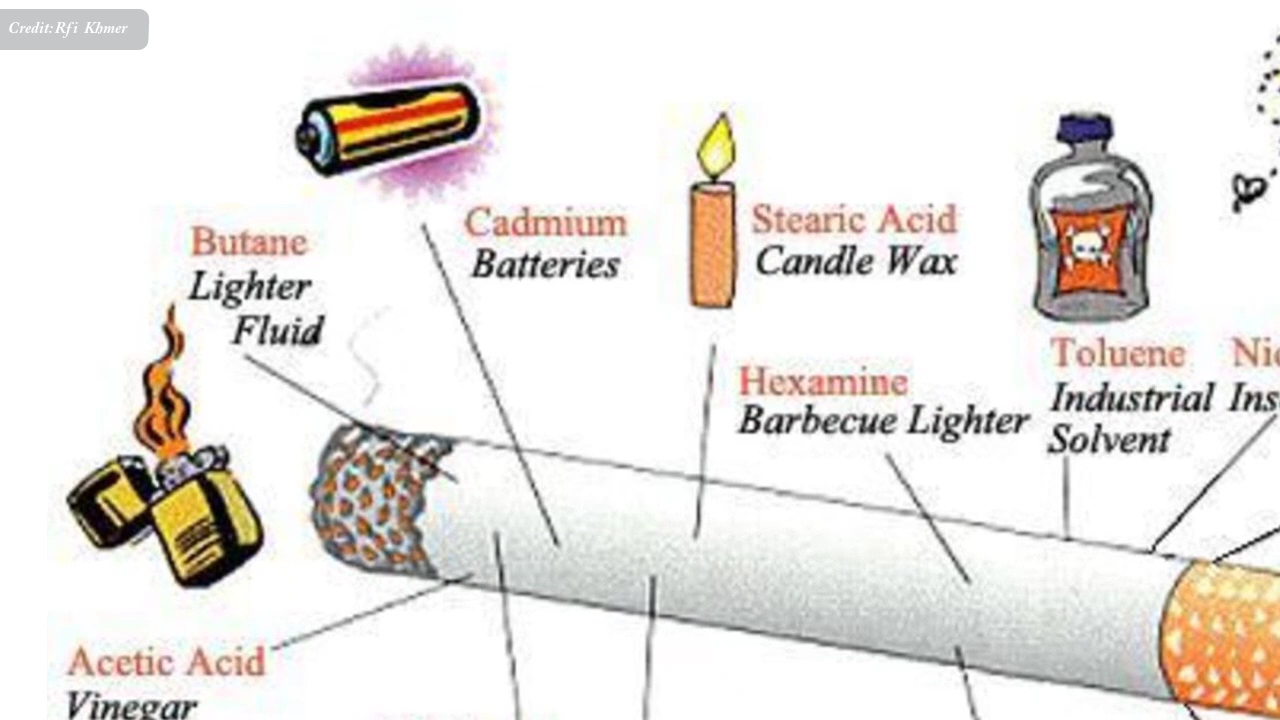 Credit:Rfi Khmer
Cadmium
Batteries
Stearic Acid
Candle Wax
Butane
Lighter
Fluid
Hexamine
Barbecue Lighter
Toluene
Industrial
Solvent
Acetic Acid
Vinegar